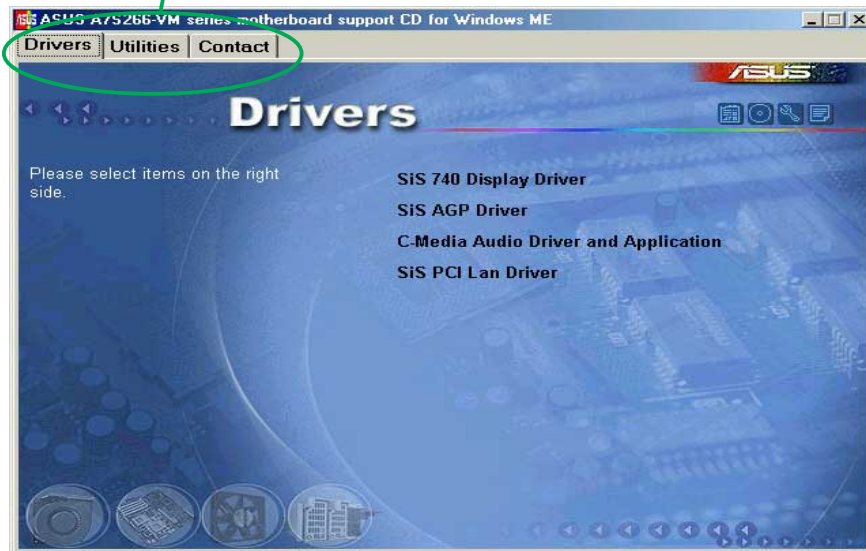 ASUS A7S266-VM series motherboard support CD for Windows ME
Drivers Utilities Contact
ASUS
Drivers
Please select items on the right
side.
SiS 740 Display Driver
SiS AGP Driver
C-Media Audio Driver and Application
SiS PCI Lan Driver